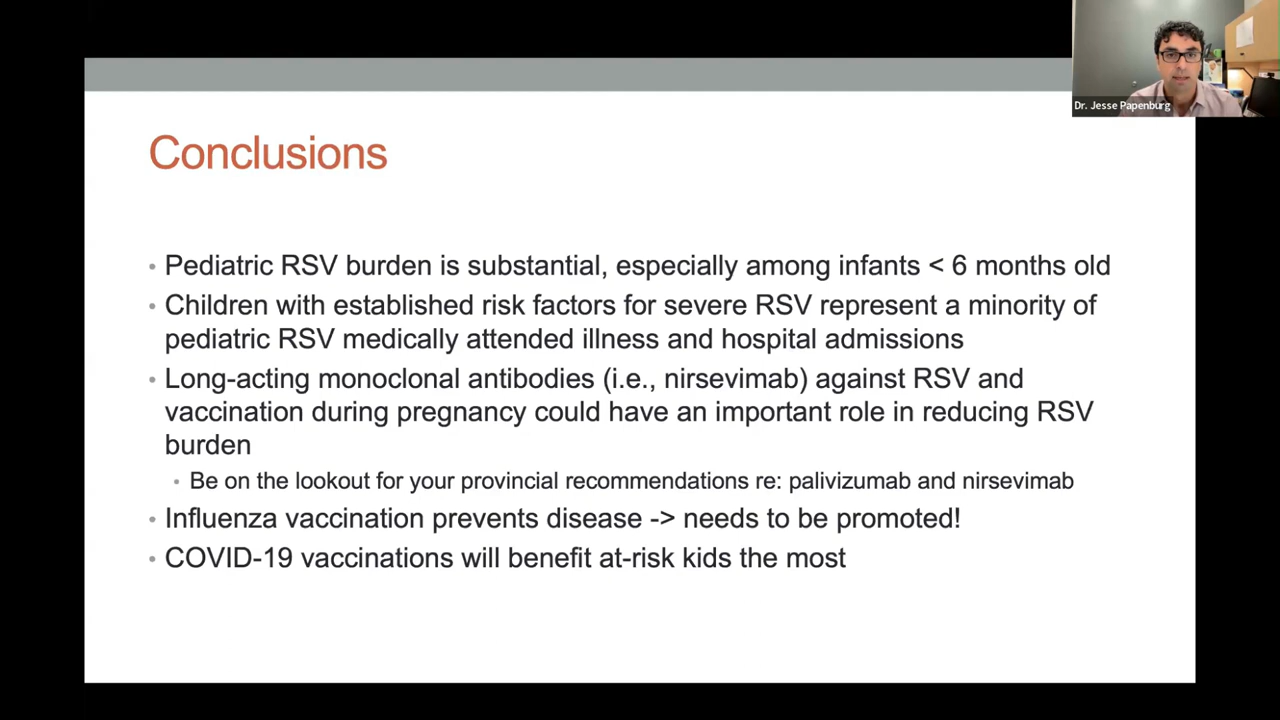 Dr. Jesse Papenburg
Conclusions
• Pediatric RSV burden is substantial, especially among infants < 6 months old
• Children with established risk factors for severe RSV represent a minority of
pediatric RSV medically attended illness and hospital admissions
• Long-acting monoclonal antibodies (i.e., nirsevimab) against RSV and
vaccination during pregnancy could have an important role in reducing RSV
burden
• Be on the lookout for your provincial recommendations re: palivizumab and nirsevimab
• Influenza vaccination prevents disease -> needs to be promoted!
• COVID-19 vaccinations will benefit at-risk kids the most